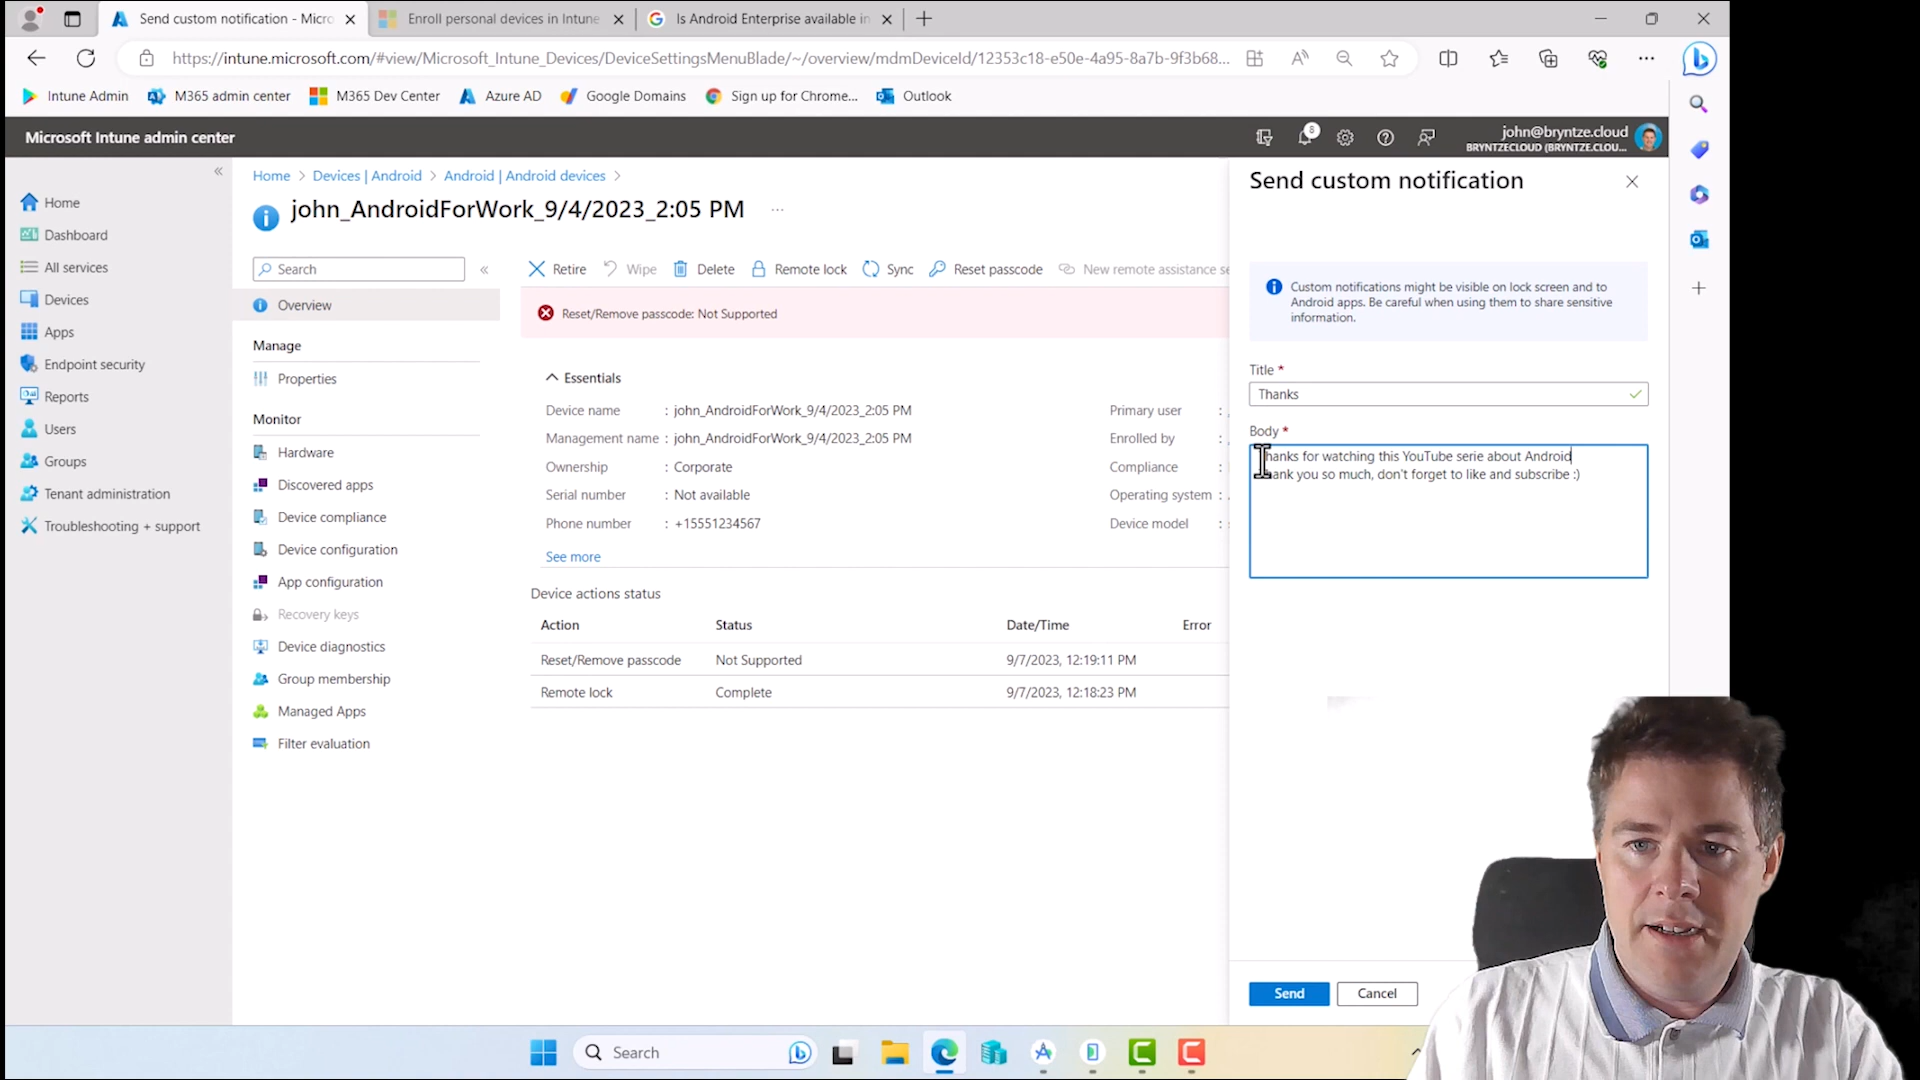 Send custom notification - Micro
Enroll personal devices in Intune
Is Android Enterprise available in
https://intune.microsoft.com/#view/Microsoft_Intune_Devices/DeviceSettingsMenuBlade/~/overview/mdmDeviceId/12353c18-e50e-4a95-8a7b-9f3b68...
Intune Admin
M365 admin center
M365 Dev Center
Azure AD
Google Domains
Sign up for Chrome...
Outlook
Microsoft Intune admin center
8
john@bryntze.cloud
BRYNTZECLOUD (BRYNTZE.CLOU...
Home
Dashboard
All services
Devices
Apps
Endpoint security
Reports
Users
Groups
Tenant administration
Troubleshooting + support
Home > Devices | Android > Android | Android devices >
john_AndroidForWork_9/4/2023_2:05 PM ...
Search
Overview
Manage
Properties
Monitor
Hardware
Discovered apps
Device compliance
Device configuration
App configuration
Recovery keys
Device diagnostics
Group membership
Managed Apps
Filter evaluation
Retire
Wipe
Delete
Remote lock
Sync
Reset passcode
New remote assistance se
Reset/Remove passcode: Not Supported
Essentials
Device name : john_AndroidForWork_9/4/2023_2:05 PM
Management name : john_AndroidForWork_9/4/2023_2:05 PM
Ownership : Corporate
Serial number : Not available
Phone number : +15551234567
See more
Primary user :
Enrolled by :
Compliance :
Operating system :
Device model :
Device actions status
Action Status Date/Time Error
Reset/Remove passcode Not Supported 9/7/2023, 12:19:11 PM
Remote lock Complete 9/7/2023, 12:18:23 PM
Send custom notification
Custom notifications might be visible on lock screen and to
Android apps. Be careful when using them to share sensitive
information.
Title *
Thanks
Body *
hanks for watching this YouTube serie about Android
hank you so much, don't forget to like and subscribe :)
Send
Cancel
Search